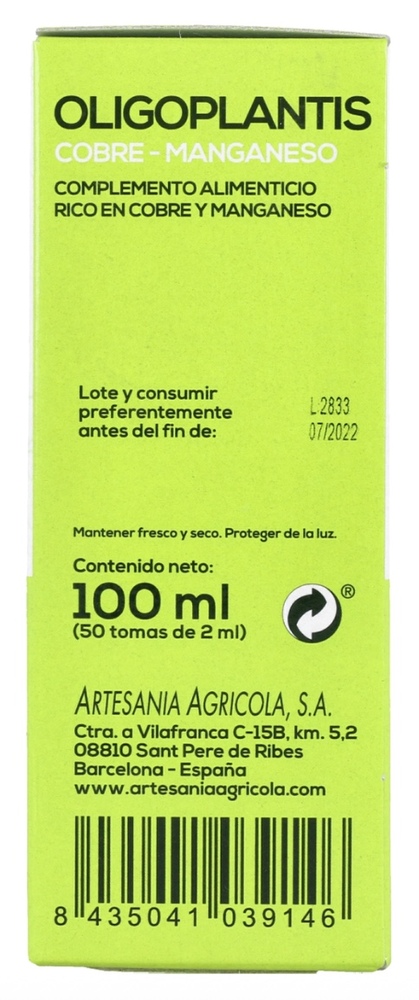 OLIGOPLANTIS
COBRE - MANGANESO
COMPLEMENTO ALIMENTICIO
RICO EN COBRE Y MANGANESO
Lote y consumir
preferentemente
antes del fin de:
L:2833
07/2022
Mantener fresco y seco. Proteger de la luz.
Contenido neto:
100 ml
(50 tomas de 2 ml)
®
ARTESANIA AGRICOLA, S.A.
Ctra. a Vilafranca C-15B, km. 5,2
08810 Sant Pere de Ribes
Barcelona - España
www.artesaniaagricola.com
8 435041 039146